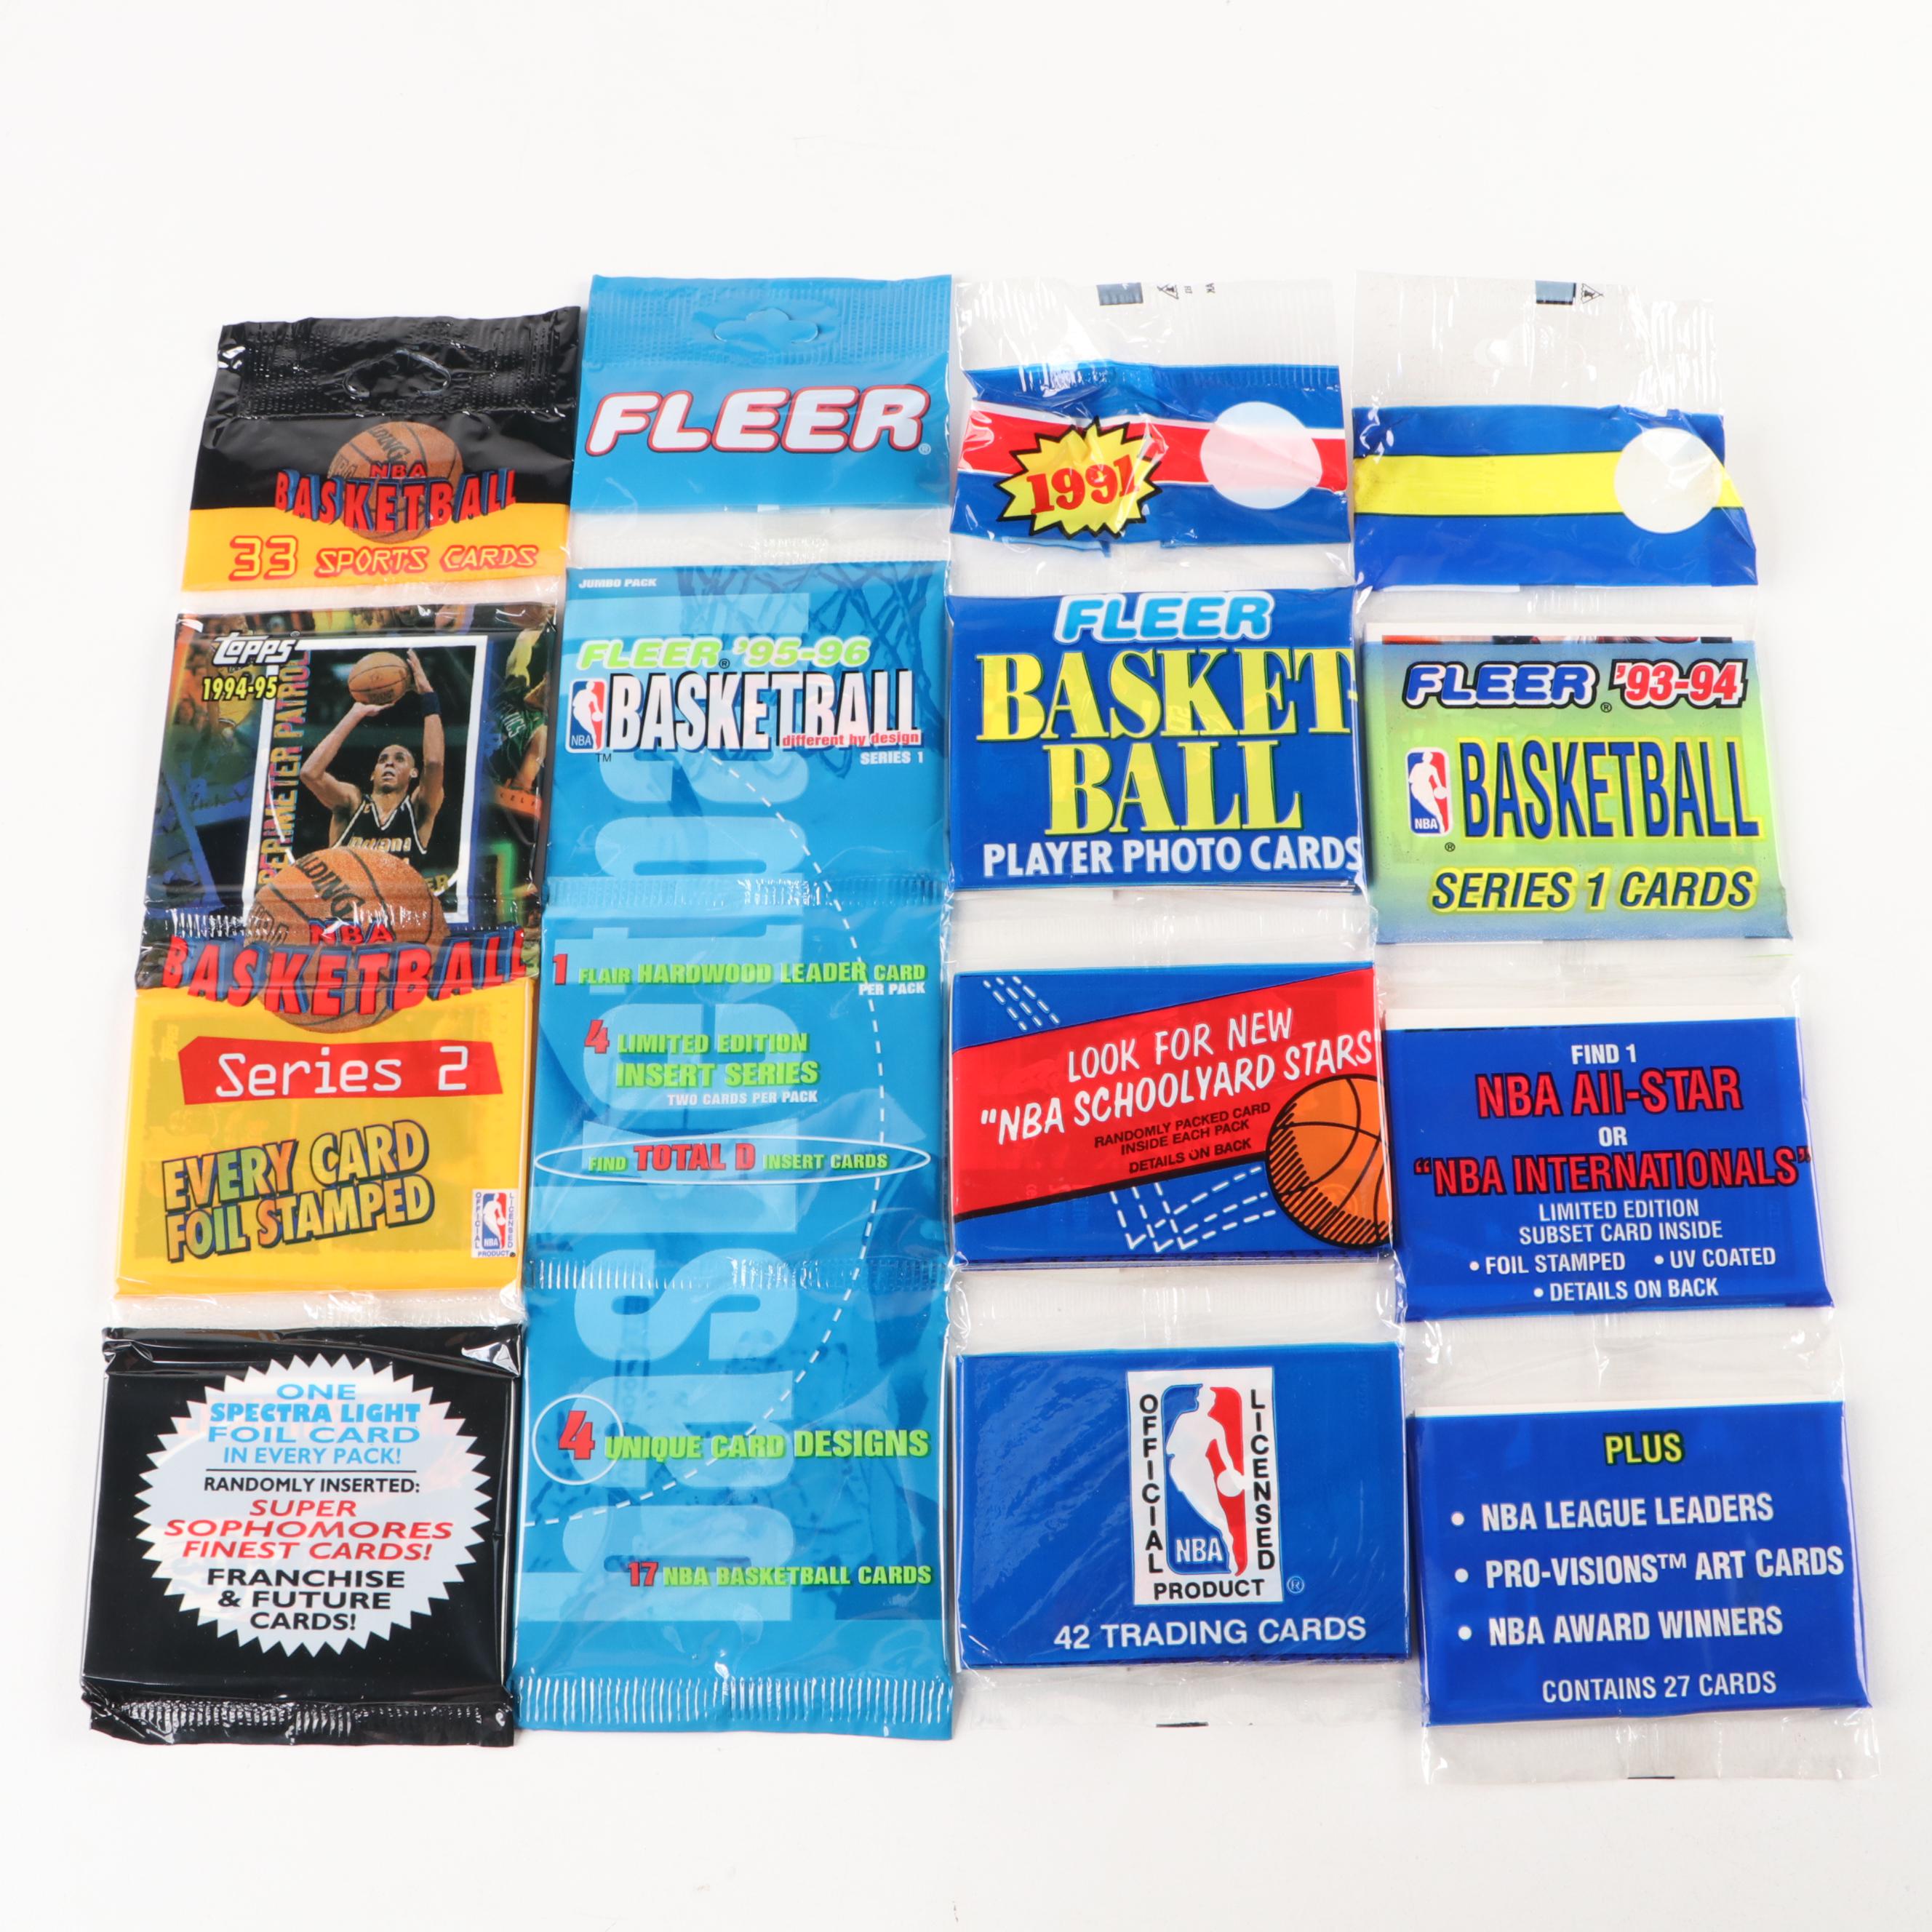 NBA
BASKETBALL
33 SPORTS CARDS
Topps
1994-95
PERIMETER PATROL
SPALDING
NBA
BASKETBALL
Series 2
EVERY CARD
FOIL STAMPED
OFFICIAL
NBA
LICENSED
PRODUCT
ONE
SPECTRA LIGHT
FOIL CARD
IN EVERY PACK!
RANDOMLY INSERTED:
SUPER
SOPHOMORES
FINEST CARDS!
FRANCHISE
& FUTURE
CARDS!
FLEER®
JUMBO PACK
FLEER® '95-96
NBA BASKETBALL
different by design
TM
SERIES 1
basketball
1 FLAIR HARDWOOD LEADER CARD
PER PACK
4 LIMITED EDITION
INSERT SERIES
TWO CARDS PER PACK
FIND TOTAL D INSERT CARDS
4 UNIQUE CARD DESIGNS
17 NBA BASKETBALL CARDS
1991
FLEER
BASKET-
BALL
PLAYER PHOTO CARDS
LOOK FOR NEW
"NBA SCHOOLYARD STARS
RANDOMLY PACKED CARD
INSIDE EACH PACK
DETAILS ON BACK
OFFICIAL
NBA
LICENSED
PRODUCT ®
42 TRADING CARDS
FLEER® '93-94
NBA ® BASKETBALL
SERIES 1 CARDS
FIND 1
NBA All-STAR
OR
"NBA INTERNATIONALS"
LIMITED EDITION
SUBSET CARD INSIDE
• FOIL STAMPED • UV COATED
• DETAILS ON BACK
PLUS
• NBA LEAGUE LEADERS
• PRO-VISIONS™ ART CARDS
• NBA AWARD WINNERS
CONTAINS 27 CARDS